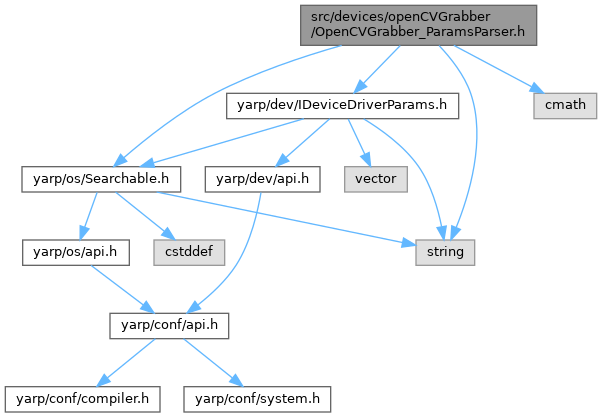 src/devices/openCVGrabber
/OpenCVGrabber_ParamsParser.h
yarp/dev/IDeviceDriverParams.h
cmath
yarp/os/Searchable.h
yarp/dev/api.h
vector
yarp/os/api.h
cstddef
string
yarp/conf/api.h
yarp/conf/compiler.h
yarp/conf/system.h